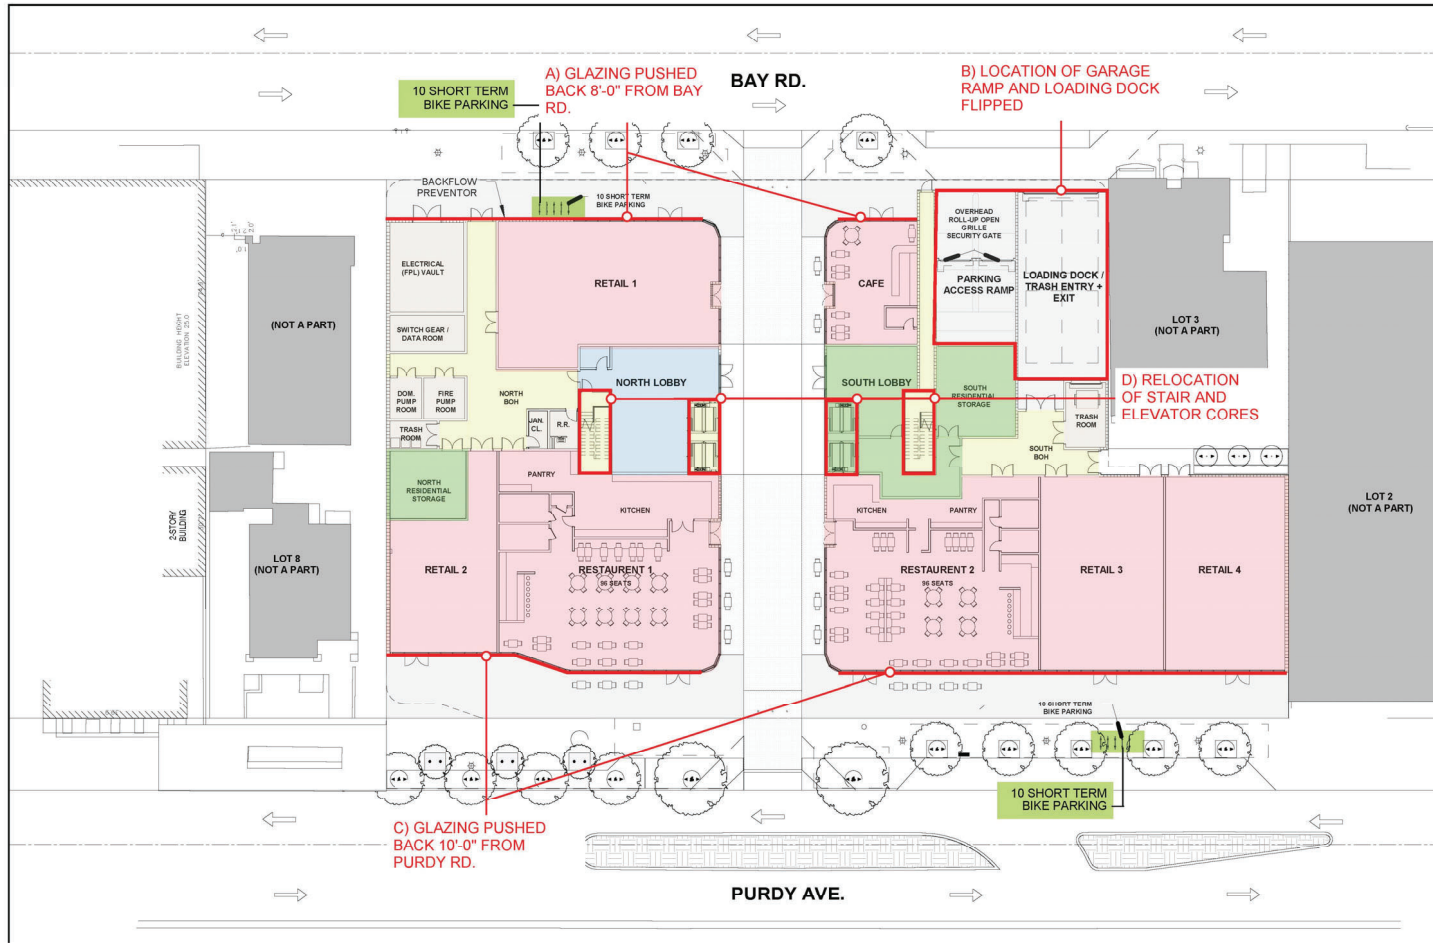 BAY RD.
A) GLAZING PUSHED
BACK 8'-0" FROM BAY
RD.
B) LOCATION OF GARAGE
RAMP AND LOADING DOCK
FLIPPED
10 SHORT TERM
BIKE PARKING
BACKFLOW
PREVENTOR
10 SHORT TERM
BIKE PARKING
ELECTRICAL
(FPL) VAULT
RETAIL 1
CAFE
OVERHEAD
ROLL-UP OPEN
GRILLE
SECURITY GATE
PARKING
ACCESS RAMP
LOADING DOCK /
TRASH ENTRY +
EXIT
LOT 3
(NOT A PART)
(NOT A PART)
BUILDING HEIGHT
ELEVATION 25.0
SWITCH GEAR /
DATA ROOM
NORTH LOBBY
SOUTH LOBBY
SOUTH
RESIDENTIAL
STORAGE
D) RELOCATION
OF STAIR AND
ELEVATOR CORES
DOM.
PUMP
ROOM
FIRE
PUMP
ROOM
NORTH
BOH
JAN.
CL.
R.R.
TRASH
ROOM
TRASH
ROOM
SOUTH
BOH
NORTH
RESIDENTIAL
STORAGE
PANTRY
KITCHEN
KITCHEN
PANTRY
LOT 2
(NOT A PART)
2-STORY
BUILDING
LOT 8
(NOT A PART)
RETAIL 2
RESTAURENT 1
96 SEATS
RESTAURENT 2
96 SEATS
RETAIL 3
RETAIL 4
10 SHORT TERM
BIKE PARKING
10 SHORT TERM
BIKE PARKING
C) GLAZING PUSHED
BACK 10'-0" FROM
PURDY RD.
PURDY AVE.